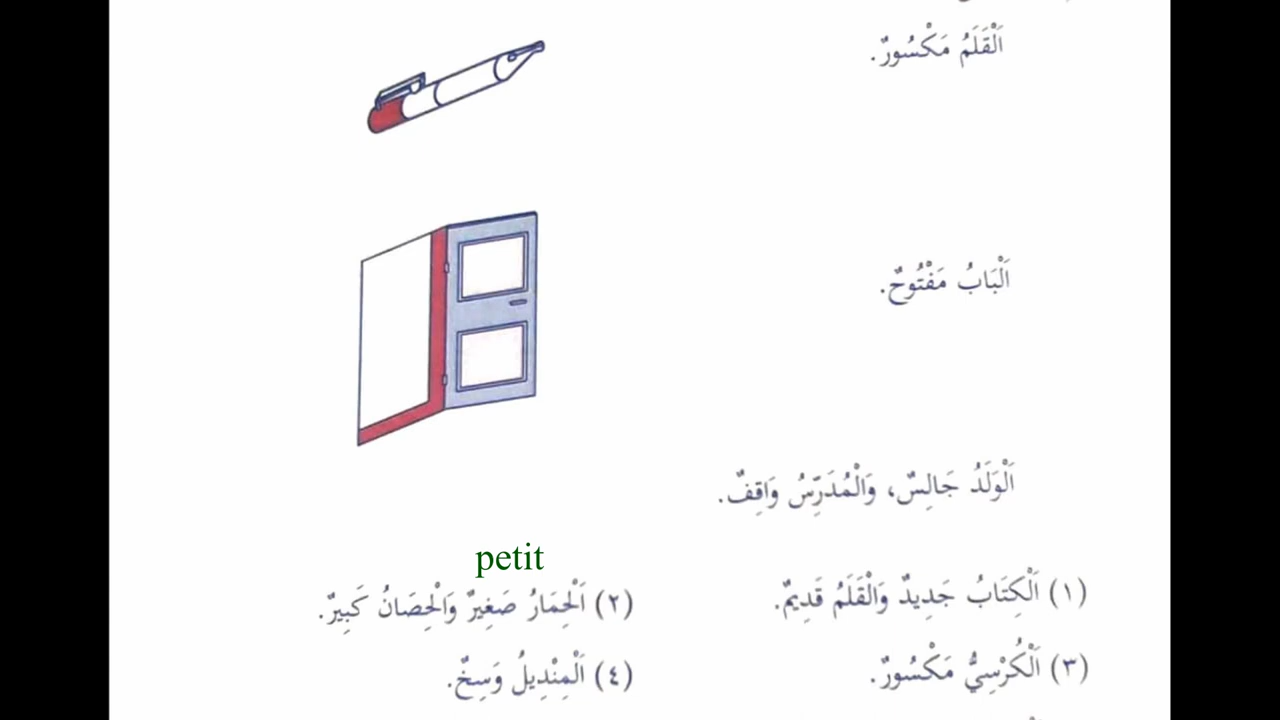 اَلْقَلَمُ مَكْسُورٌ.
اَلْبَابُ مَفْتُوحٌ.
اَلْوَلَدُ جَالِسٌ، وَالْمُدَرِّسُ وَاقِفٌ.
petit
(١) اَلْكِتَابُ جَدِيدٌ وَالْقَلَمُ قَدِيمٌ.
(٢) اَلْحِمَارُ صَغِيرٌ وَالْحِصَانُ كَبِيرٌ.
(٣) اَلْكُرْسِيُّ مَكْسُورٌ.
(٤) اَلْمِنْدِيلُ وَسِخٌ.